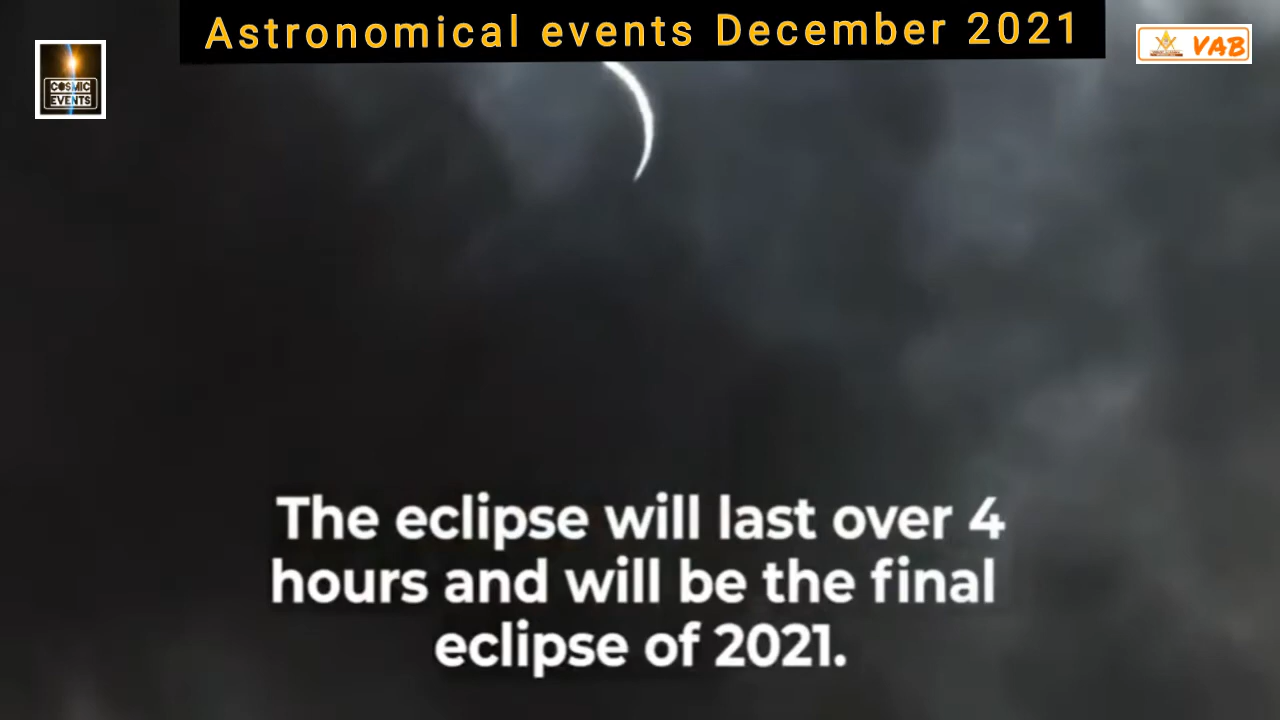 Astronomical events December 2021
COSMIC
EVENTS
VAB
The eclipse will last over 4
hours and will be the final
eclipse of 2021.